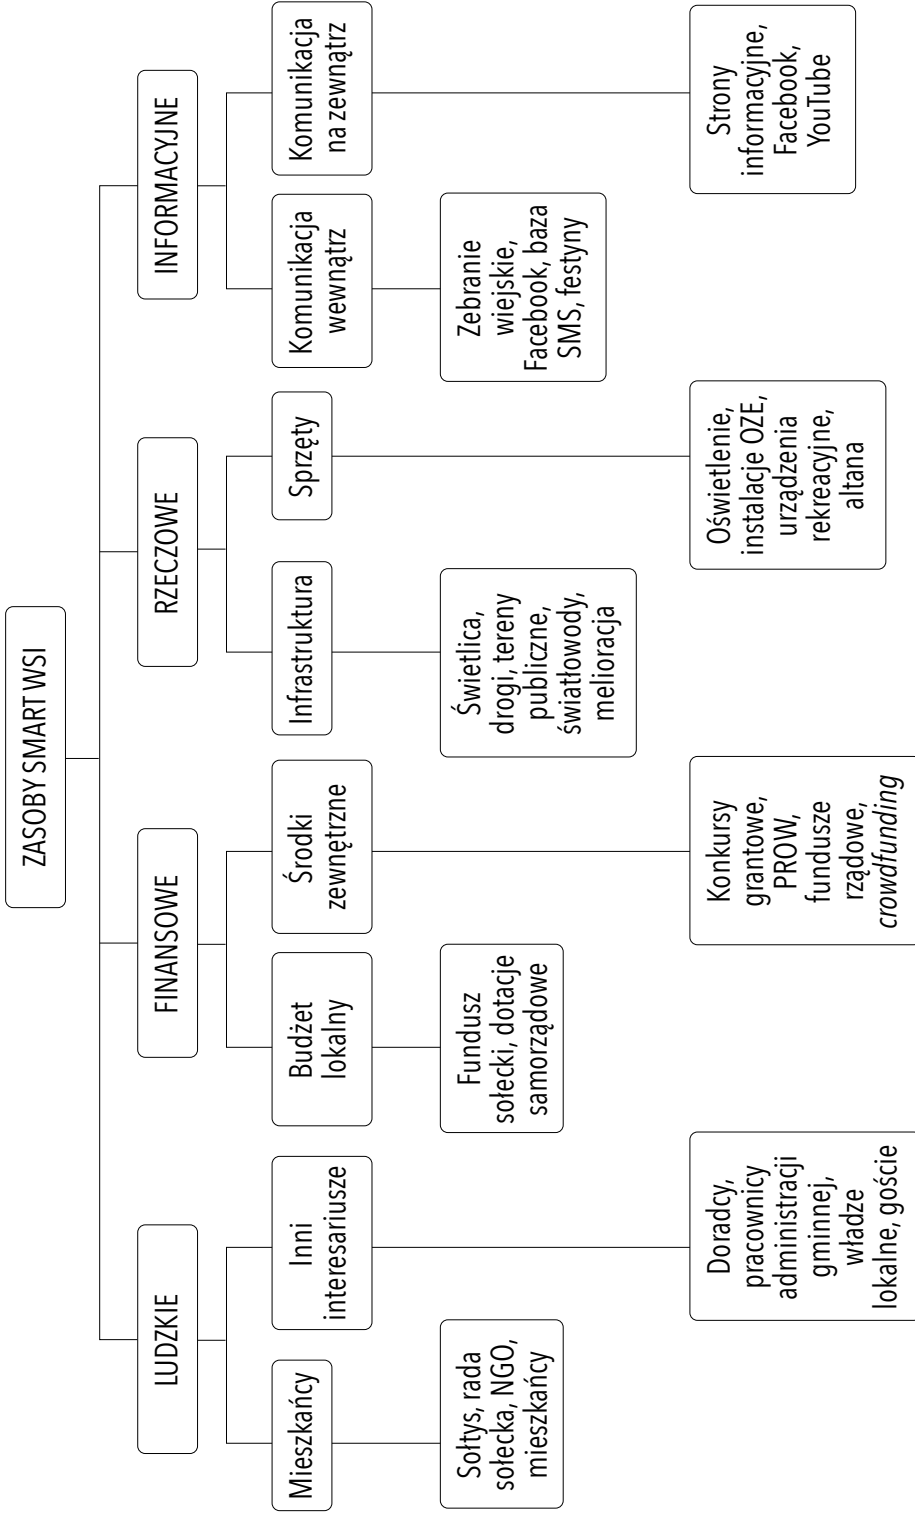 ZASOBY SMART WSI
LUDZKIE
FINANSOWE
RZECZOWE
INFORMACYJNE
Mieszkańcy
Inni
interesariusze
Budżet
lokalny
Środki
zewnętrzne
Infrastruktura
Sprzęty
Komunikacja
wewnątrz
Komunikacja
na zewnątrz
Sołtys, rada
sołecka, NGO,
mieszkańcy
Fundusz
sołecki, dotacje
samorządowe
Świetlica,
drogi, tereny
publiczne,
światłowody,
melioracja
Zebranie
wiejskie,
Facebook, baza
SMS, festyny
Doradcy,
pracownicy
administracji
gminnej,
władze
lokalne, goście
Konkursy
grantowe,
PROW,
fundusze
rządowe,
crowdfunding
Oświetlenie,
instalacje OZE,
urządzenia
rekreacyjne,
altana
Strony
informacyjne,
Facebook,
YouTube